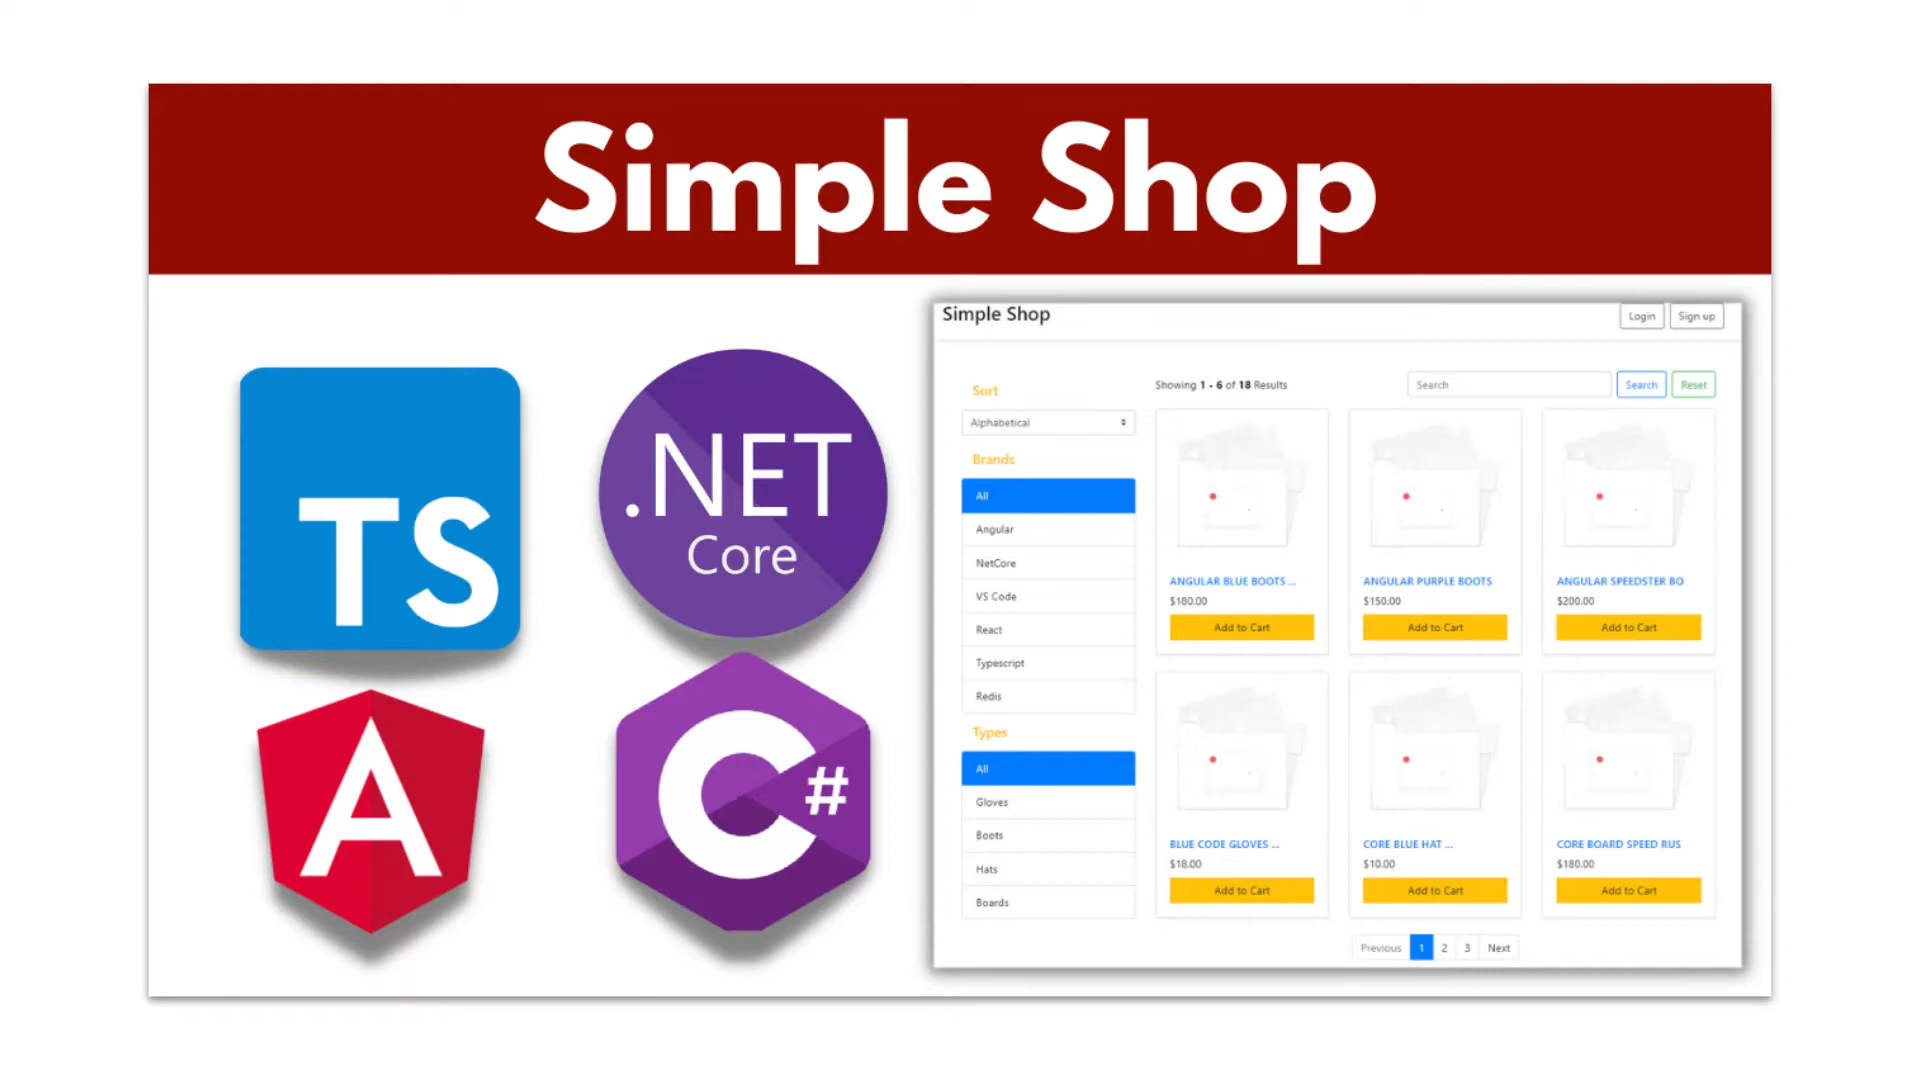 Simple Shop
TS
.NET
Core
A
C#
Simple Shop
Login
Sign up
Sort
Alphabetical
Brands
All
Angular
NetCore
VS Code
React
Typescript
Redis
Types
All
Gloves
Boots
Hats
Boards
Showing 1 - 6 of 18 Results
Search
Search
Reset
ANGULAR BLUE BOOTS ...
$180.00
Add to Cart
ANGULAR PURPLE BOOTS
$150.00
Add to Cart
ANGULAR SPEEDSTER BO
$200.00
Add to Cart
BLUE CODE GLOVES ...
$18.00
Add to Cart
CORE BLUE HAT ...
$10.00
Add to Cart
CORE BOARD SPEED RUS
$180.00
Add to Cart
Previous 1 2 3 Next